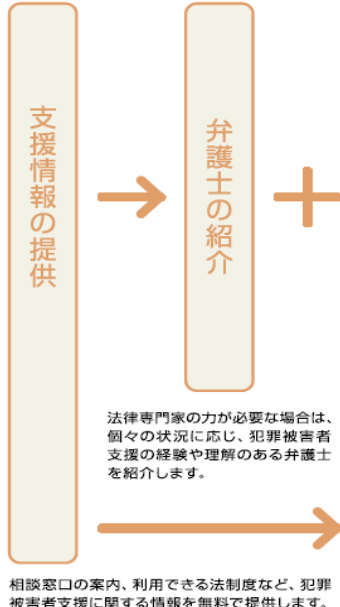 支援情報の提供
弁護士の紹介
法律専門家の力が必要な場合は、
個々の状況に応じ、犯罪被害者
支援の経験や理解のある弁護士
を紹介します。
相談窓口の案内、利用できる法制度など、犯罪
被害者支援に関する情報を無料で提供します。